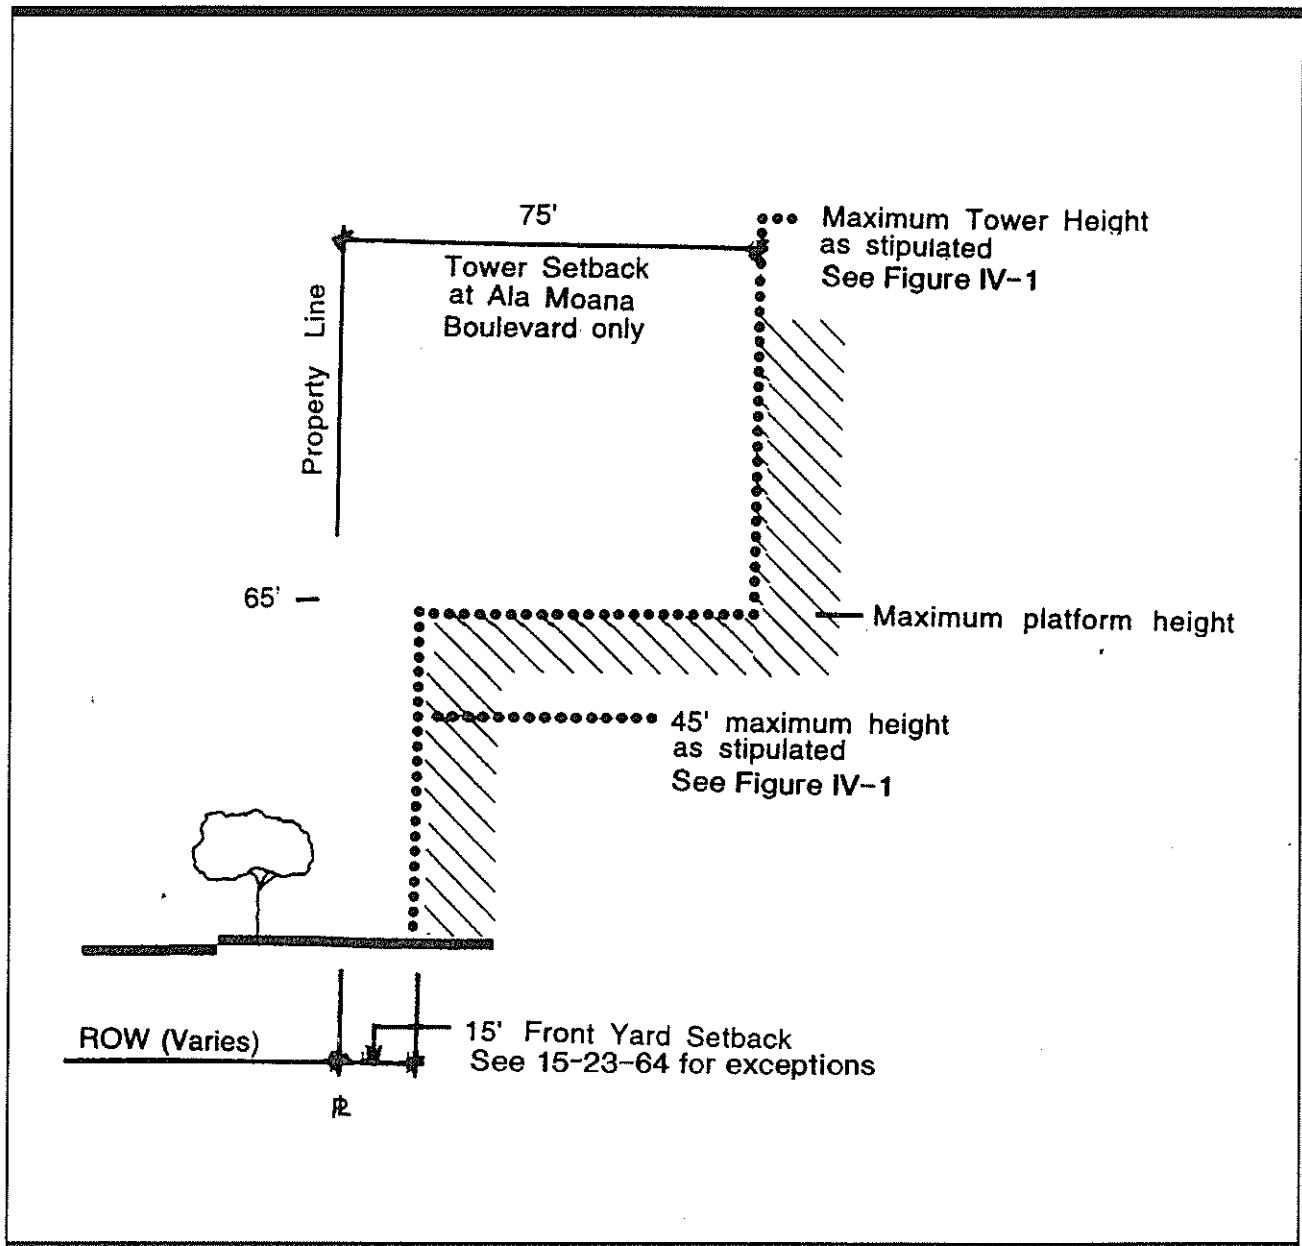 75'
Tower Setback
at Ala Moana
Boulevard only
Maximum Tower Height
as stipulated
See Figure IV-1
Property Line
65'
Maximum platform height
45' maximum height
as stipulated
See Figure IV-1
ROW (Varies)
15' Front Yard Setback
See 15-23-64 for exceptions
PL